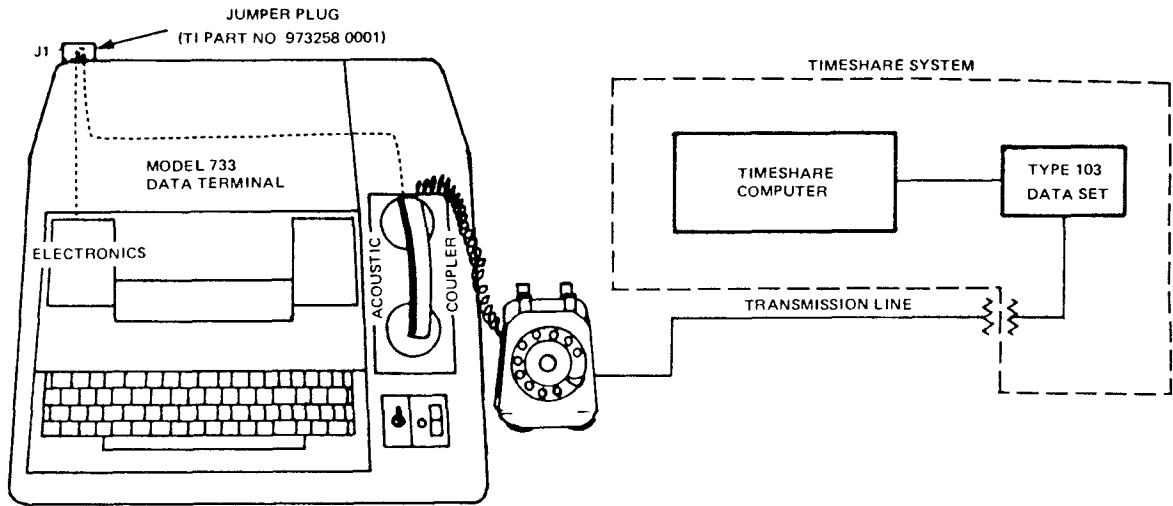 JUMPER PLUG
(TI PART NO 973258 0001)
J1
TIMESHARE SYSTEM
MODEL 733
DATA TERMINAL
TIMESHARE
COMPUTER
TYPE 103
DATA SET
ELECTRONICS
ACOUSTIC
COUPLER
TRANSMISSION LINE